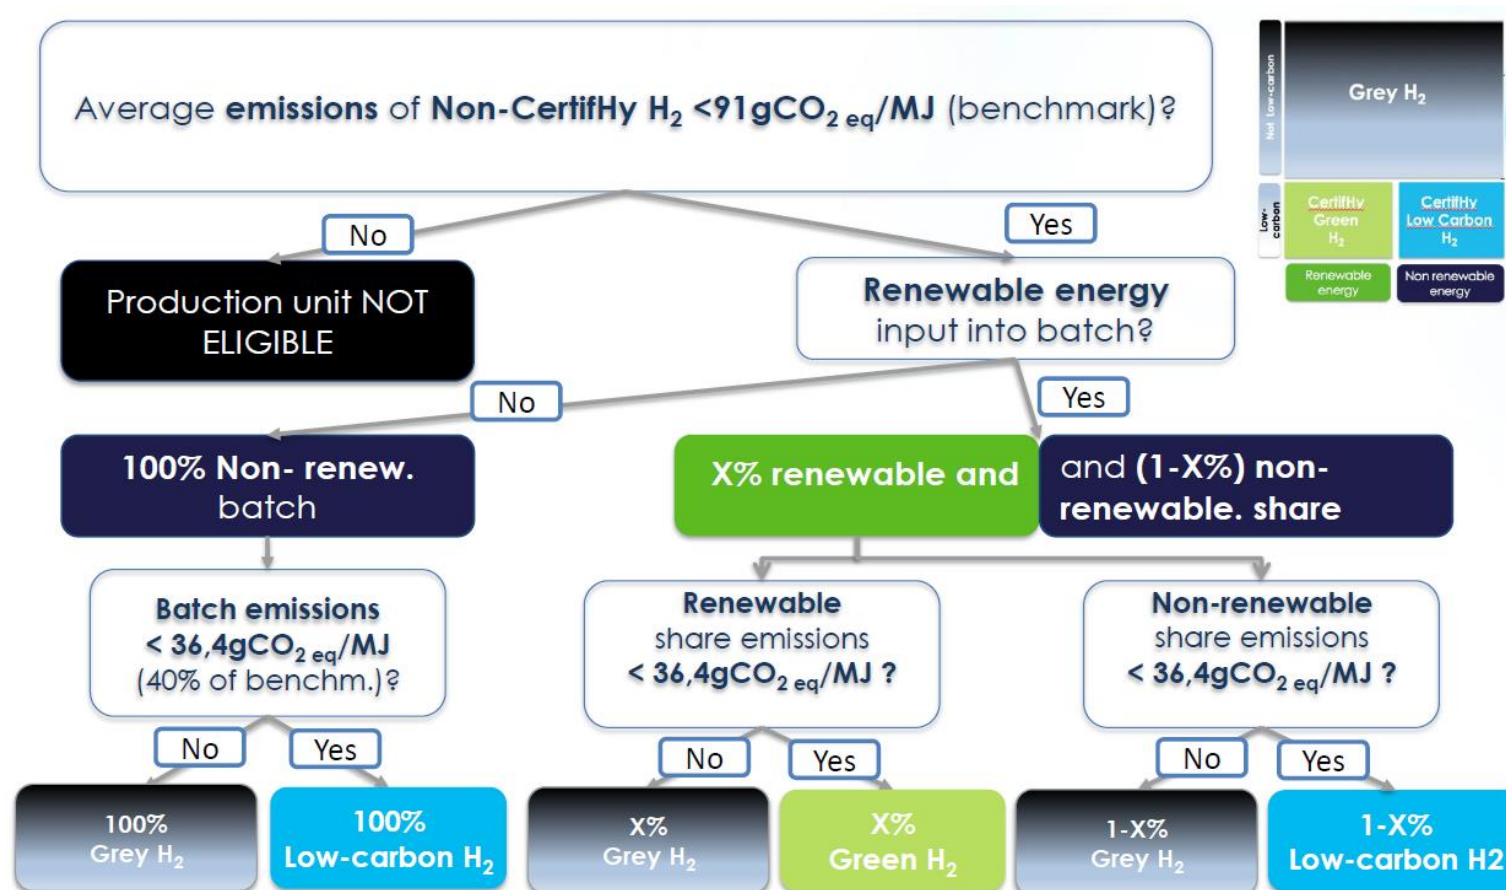 Average emissions of Non-CertifHy H₂ <91gCO₂ eq/MJ (benchmark)?
Not Low-carbon
Grey H₂
Low-
carbon
CertifHy
Green
H₂
CertifHy
Low Carbon
H₂
Renewable
energy
Non renewable
energy
No
Yes
Production unit NOT
ELIGIBLE
Renewable energy
input into batch?
No
Yes
100% Non- renew.
batch
X% renewable and
and (1-X%) non-
renewable. share
Batch emissions
< 36,4gCO₂ eq/MJ
(40% of benchm.)?
Renewable
share emissions
< 36,4gCO₂ eq/MJ ?
Non-renewable
share emissions
< 36,4gCO₂ eq/MJ ?
No
Yes
No
Yes
No
Yes
100%
Grey H₂
100%
Low-carbon H₂
X%
Grey H₂
X%
Green H₂
1-X%
Grey H₂
1-X%
Low-carbon H2